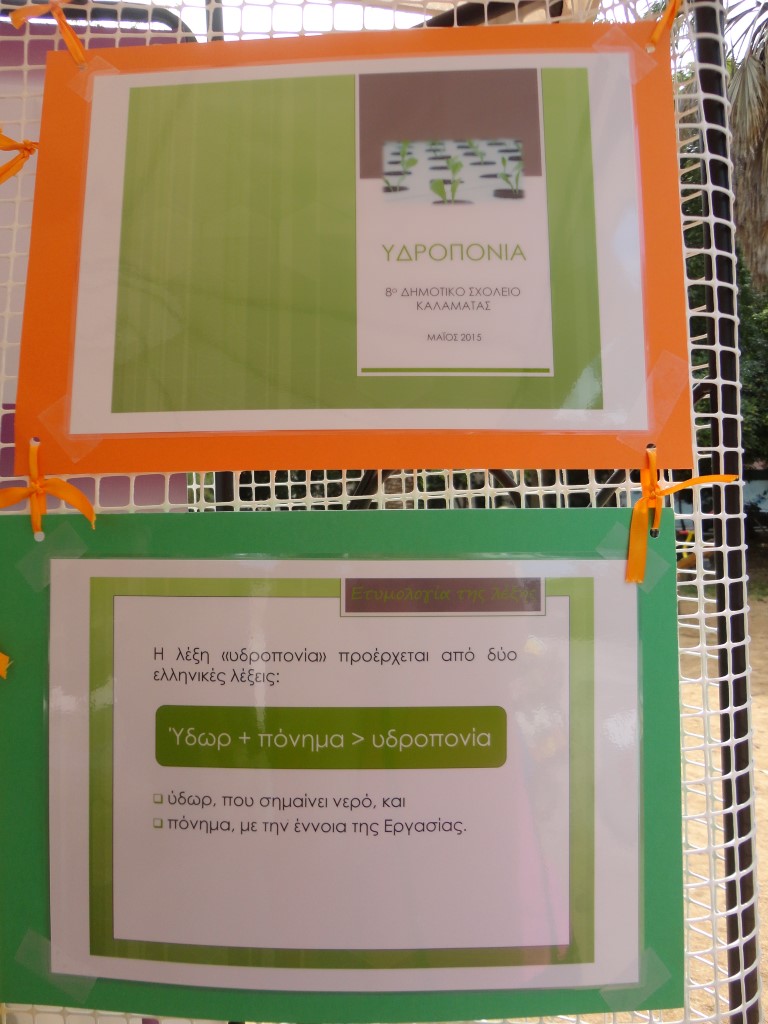 ΥΔΡΟΠΟΝΙΑ
8ο ΔΗΜΟΤΙΚΟ ΣΧΟΛΕΙΟ
ΚΑΛΑΜΑΤΑΣ
ΜΑΪΟΣ 2015
Ετυμολογία της λέξης
Η λέξη «υδροπονία» προέρχεται από δύο
ελληνικές λέξεις:
Ύδωρ + πόνημα > υδροπονία
ύδωρ, που σημαίνει νερό, και
πόνημα, με την έννοια της Εργασίας.